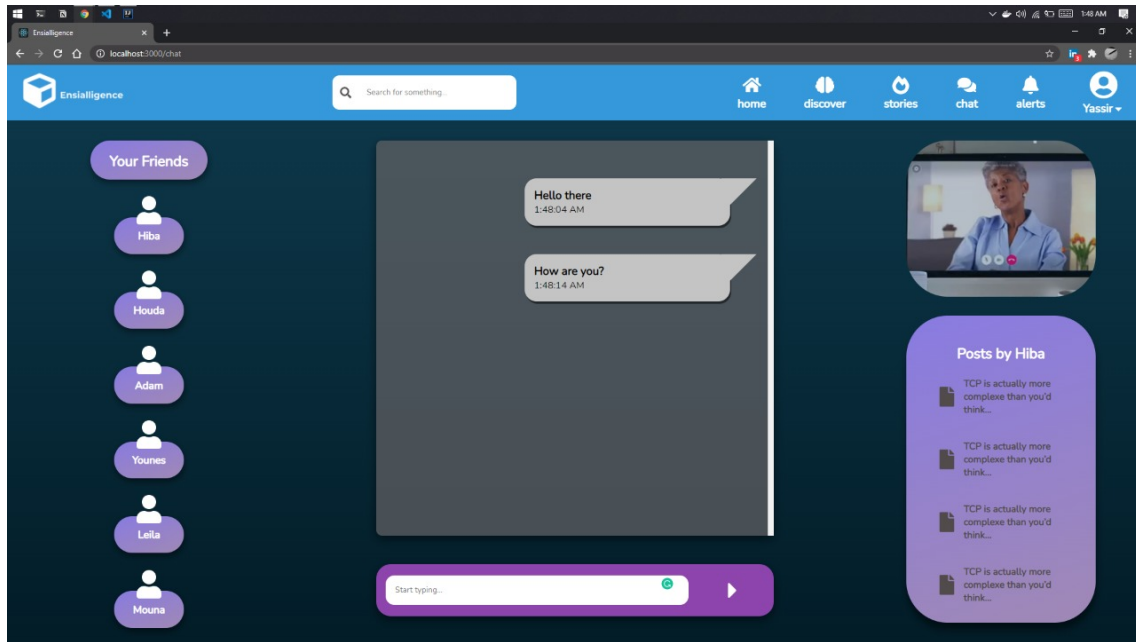 1:48 AM
Ensialligence
localhost:3000/chat
Ensialligence
Search for something..
home
discover
stories
chat
alerts
Yassir
Your Friends
Hiba
Houda
Adam
Younes
Leila
Mouna
Hello there
1:48:04 AM
How are you?
1:48:14 AM
Start typing...
Posts by Hiba
TCP is actually more
complexe than you'd
think...
TCP is actually more
complexe than you'd
think...
TCP is actually more
complexe than you'd
think...
TCP is actually more
complexe than you'd
think...